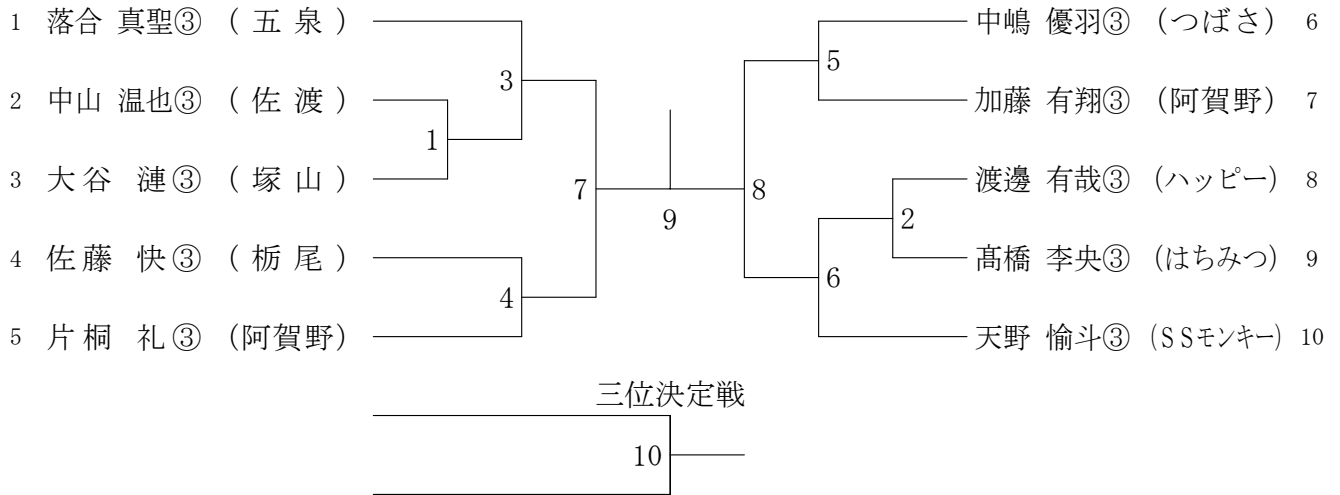 1 落合 真聖③ (五泉)
2 中山 温也③ (佐渡)
3 大谷 漣③ (塚山)
4 佐藤 快③ (栃尾)
5 片桐 礼③ (阿賀野)
3
1
7
4
9
5
8
2
6
中嶋 優羽③ (つばさ) 6
加藤 有翔③ (阿賀野) 7
渡邊 有哉③ (ハッピー) 8
髙橋 李央③ (はちみつ) 9
天野 愉斗③ (SSモンキー) 10
三位決定戦
10